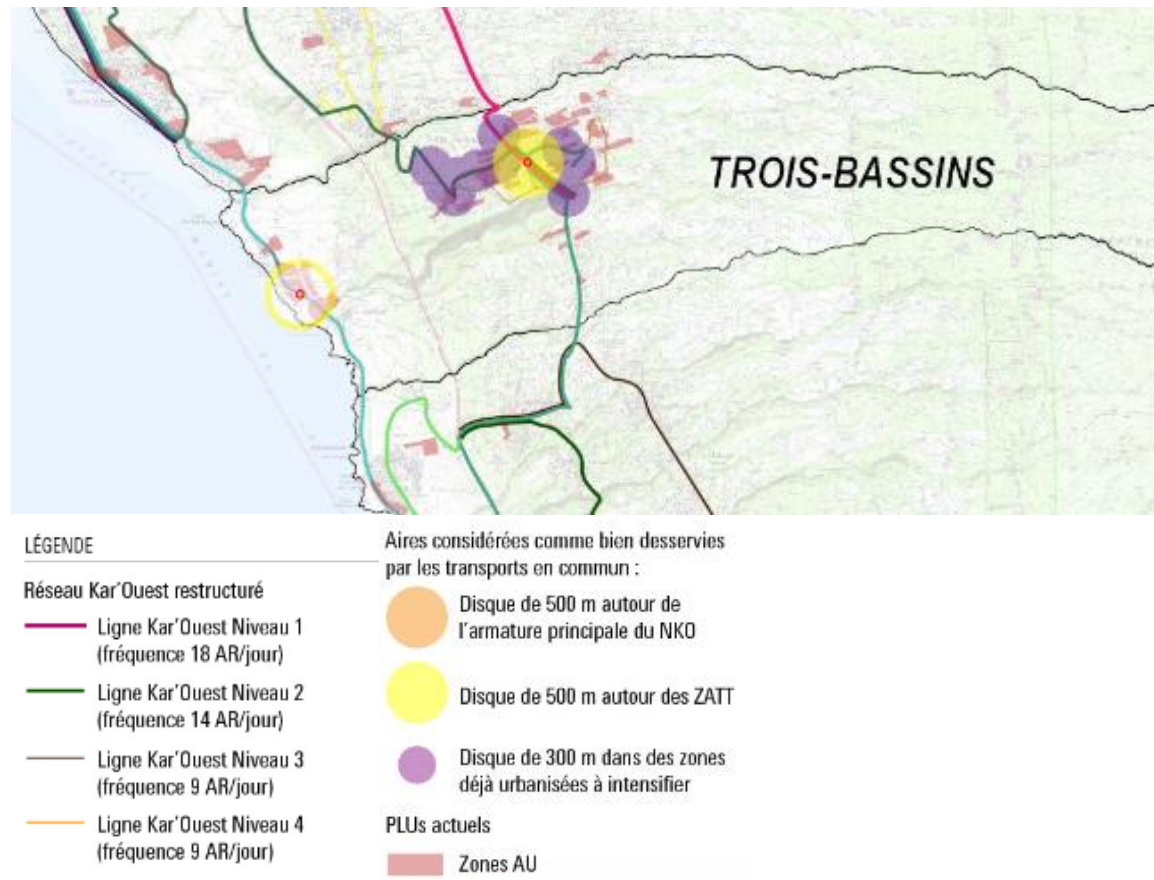 TROIS-BASSINS
LÉGENDE
Réseau Kar'Ouest restructuré
Ligne Kar'Ouest Niveau 1
(fréquence 18 AR/jour)
Ligne Kar'Ouest Niveau 2
(fréquence 14 AR/jour)
Ligne Kar'Ouest Niveau 3
(fréquence 9 AR/jour)
Ligne Kar'Ouest Niveau 4
(fréquence 9 AR/jour)
Aires considérées comme bien desservies
par les transports en commun :
Disque de 500 m autour de
l'armature principale du NKO
Disque de 500 m autour des ZATT
Disque de 300 m dans des zones
déjà urbanisées à intensifier
PLUs actuels
Zones AU